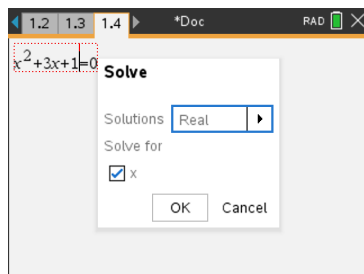 1.2 1.3 1.4 *Doc RAD
x²+3x+1=0
Solve
Solutions Real
Solve for
x
OK Cancel